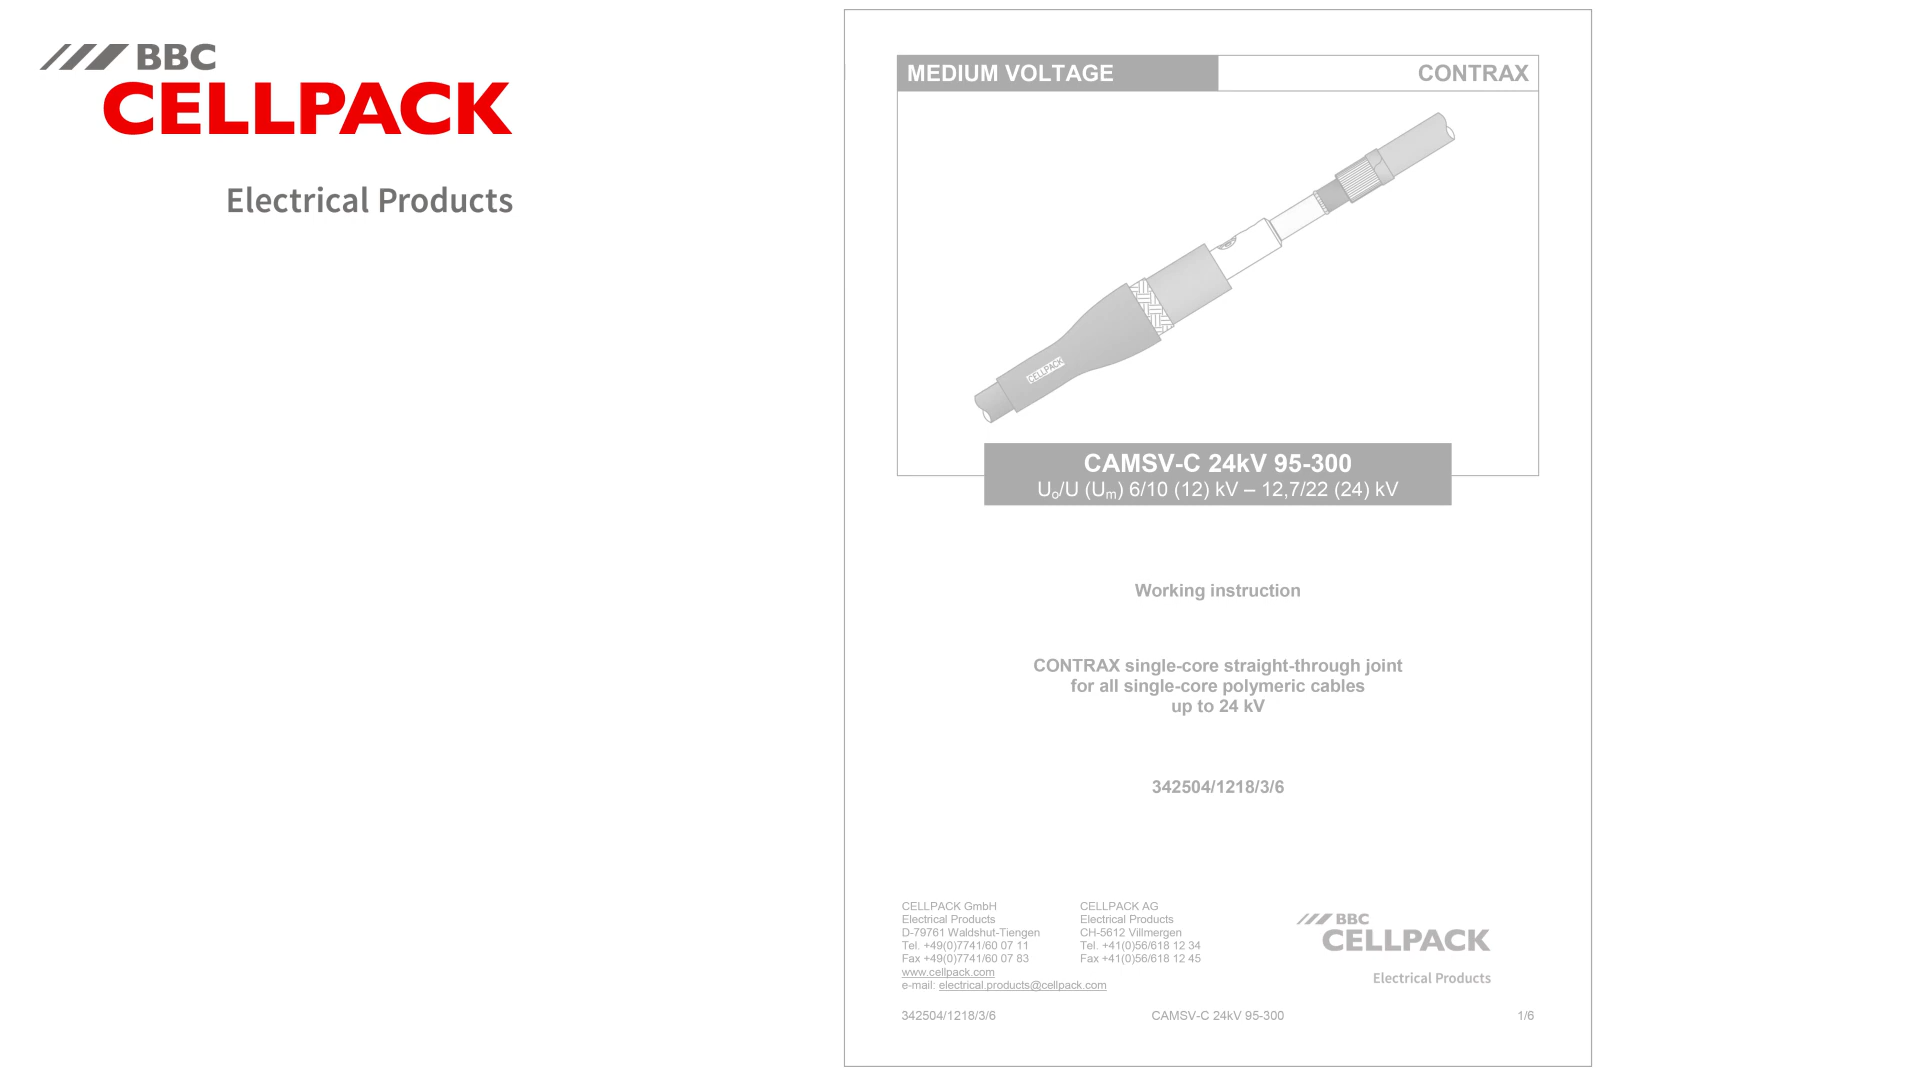 BBC
CELLPACK
Electrical Products
MEDIUM VOLTAGE
CONTRAX
CELLPACK
CAMSV-C 24kV 95-300
Uo/U (Um) 6/10 (12) kV – 12,7/22 (24) kV
Working instruction
CONTRAX single-core straight-through joint
for all single-core polymeric cables
up to 24 kV
342504/1218/3/6
CELLPACK GmbH
Electrical Products
D-79761 Waldshut-Tiengen
Tel. +49(0)7741/60 07 11
Fax +49(0)7741/60 07 83
www.cellpack.com
e-mail: electrical.products@cellpack.com
CELLPACK AG
Electrical Products
CH-5612 Villmergen
Tel. +41(0)56/618 12 34
Fax +41(0)56/618 12 45
BBC
CELLPACK
Electrical Products
342504/1218/3/6
CAMSV-C 24kV 95-300
1/6